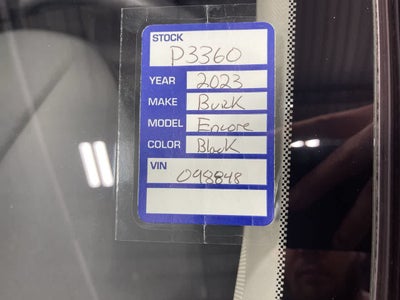 STOCK
P3360
YEAR 2023
MAKE Buick
MODEL Encore
COLOR Black
VIN
098848